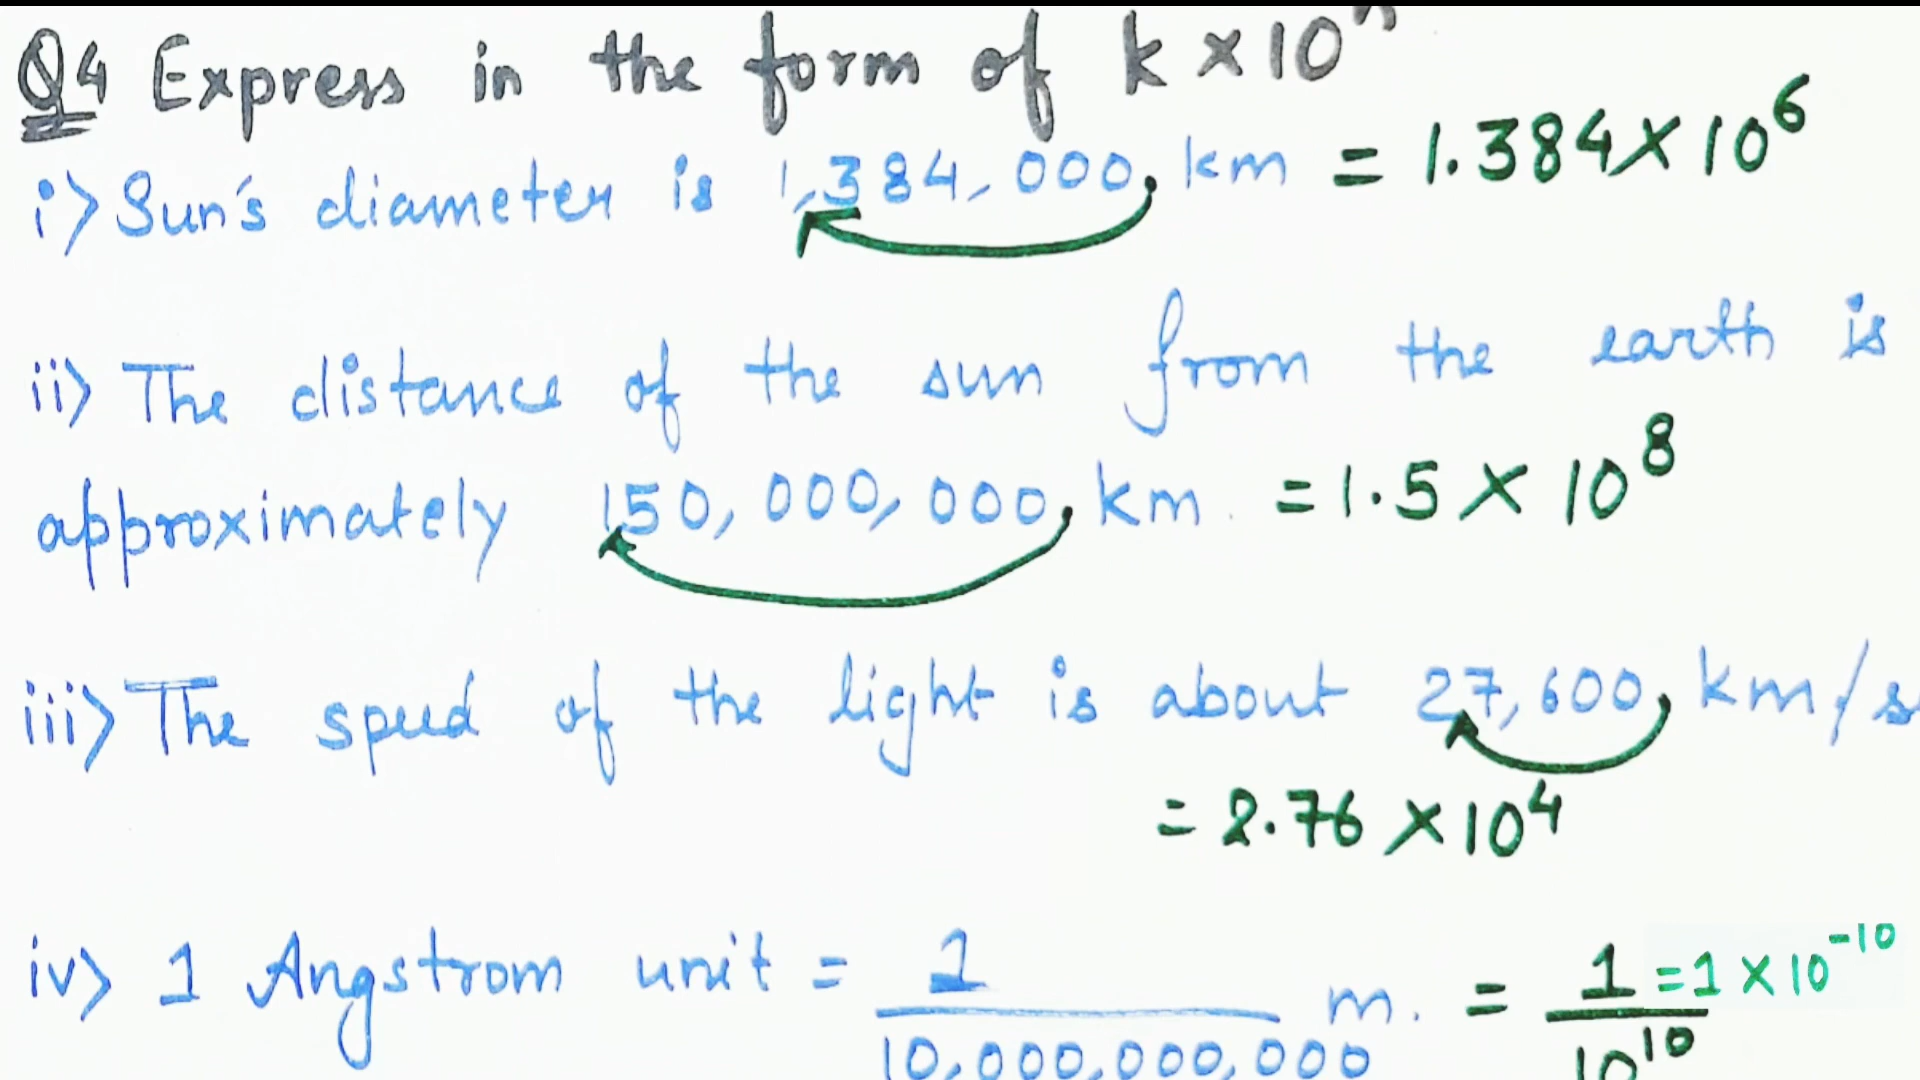 Q4 Express in the form of k × 10ⁿ
i) Sun's diameter is 1,384,000 km = 1.384 × 10⁶
ii) The distance of the sun from the earth is
approximately 150,000,000 km = 1.5 × 10⁸
iii) The speed of the light is about 27,600 km/s
= 2.76 × 10⁴
iv) 1 Angstrom unit = 1/10,000,000,000 m. = 1/10¹⁰ = 1 × 10⁻¹⁰